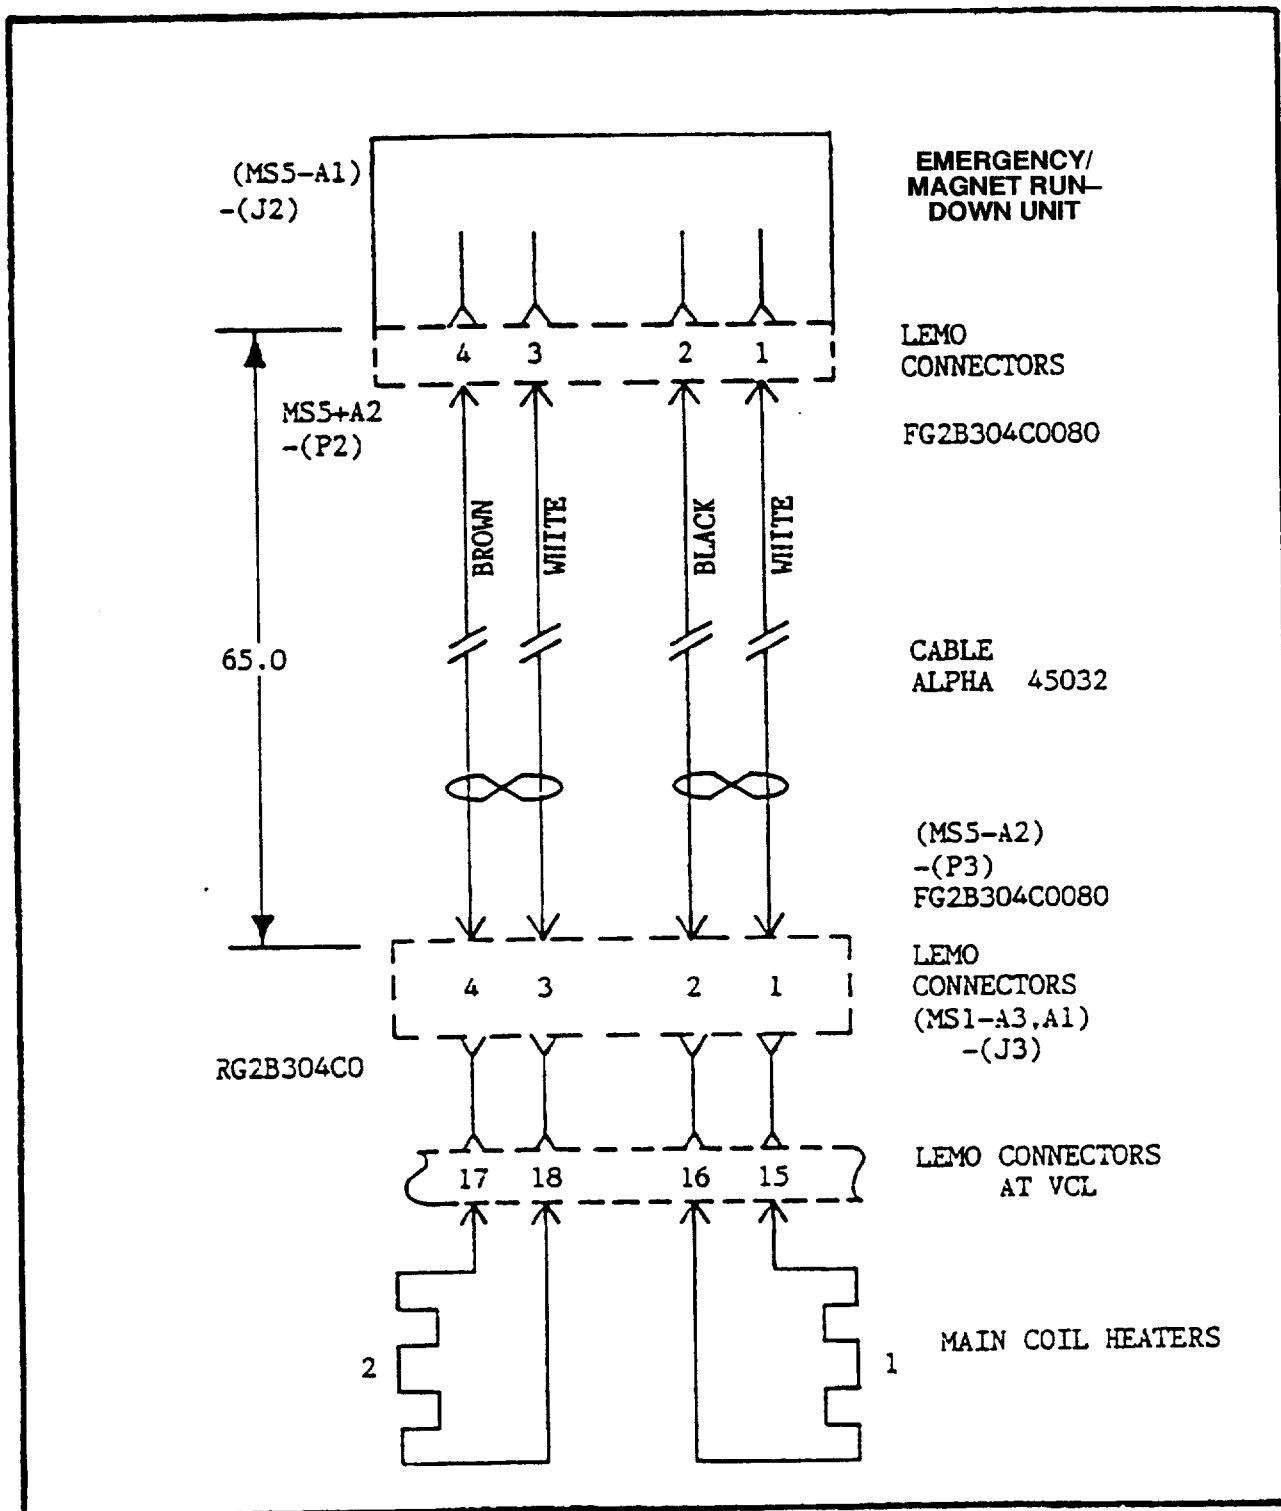 (MS5-A1)
-(J2)
EMERGENCY/
MAGNET RUN-
DOWN UNIT
4 3 2 1
LEMO
CONNECTORS
MS5+A2
-(P2)
FG2B304C0080
BROWN
WHITE
BLACK
WHITE
65.0
CABLE
ALPHA 45032
(MS5-A2)
-(P3)
FG2B304C0080
4 3 2 1
LEMO
CONNECTORS
(MS1-A3,A1)
-(J3)
RG2B304C0
17 18 16 15
LEMO CONNECTORS
AT VCL
2
1
MAIN COIL HEATERS